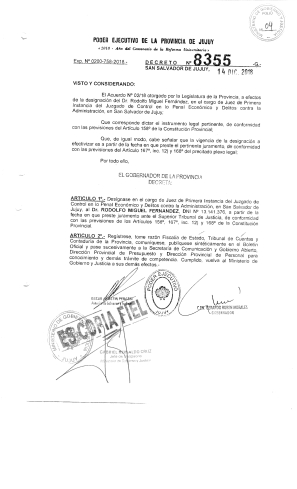 04
PODER EJECUTIVO DE LA PROVINCIA DE JUJUY
"2018 - Año del Centenario de la Reforma Universitaria"
Exp. Nº 0200-758-2018.- DECRETO Nº 8355 -G-
SAN SALVADOR DE JUJUY, 14 DIC 2018
VISTO Y CONSIDERANDO:
El Acuerdo Nº 02/18 otorgado por la Legislatura de la Provincia, a efectos
de la designación del Dr. Rodolfo Miguel Fernández, en el cargo de Juez de Primera
Instancia del Juzgado de Control en lo Penal Económico y Delitos contra la
Administración, en San Salvador de Jujuy;
Que corresponde dictar el instrumento legal pertinente, de conformidad
con las previsiones del Artículo 158º de la Constitución Provincial;
Que, de igual modo, caber señalar que la vigencia de la designación a
efectivizar es a partir de la fecha en que preste el pertinente juramento, de conformidad
con las previsiones del Artículos 167º, inc. 12) y 168º del precitado plexo legal.
Por todo ello,
EL GOBERNADOR DE LA PROVINCIA
DECRETA:
ARTÍCULO 1º.- Desígnase en el cargo de Juez de Primera Instancia del Juzgado de
Control en lo Penal Económico y Delitos contra la Administración, en San Salvador de
Jujuy, al Dr. RODOLFO MIGUEL FERNANDEZ, DNI Nº 13.141.370, a partir de la
fecha en que preste juramento ante el Superior Tribunal de Justicia, de conformidad
con las previsiones de los Artículos 158º, 167º, inc. 12) y 168º de la Constitución
Provincial.
ARTÍCULO 2º.- Regístrese, tome razón Fiscalía de Estado, Tribunal de Cuentas y
Contaduría de la Provincia, comuníquese, publíquese sintéticamente en el Boletín
Oficial y pase sucesivamente a la Secretaría de Comunicación y Gobierno Abierto,
Dirección Provincial de Presupuesto y Dirección Provincial de Personal para
conocimiento y demás trámite de competencia. Cumplido, vuelva al Ministerio de
Gobierno y Justicia a sus demás efectos.-
ES COPIA FIEL
C.P.N. GERARDO RUBEN MORALES
GOBERNADOR